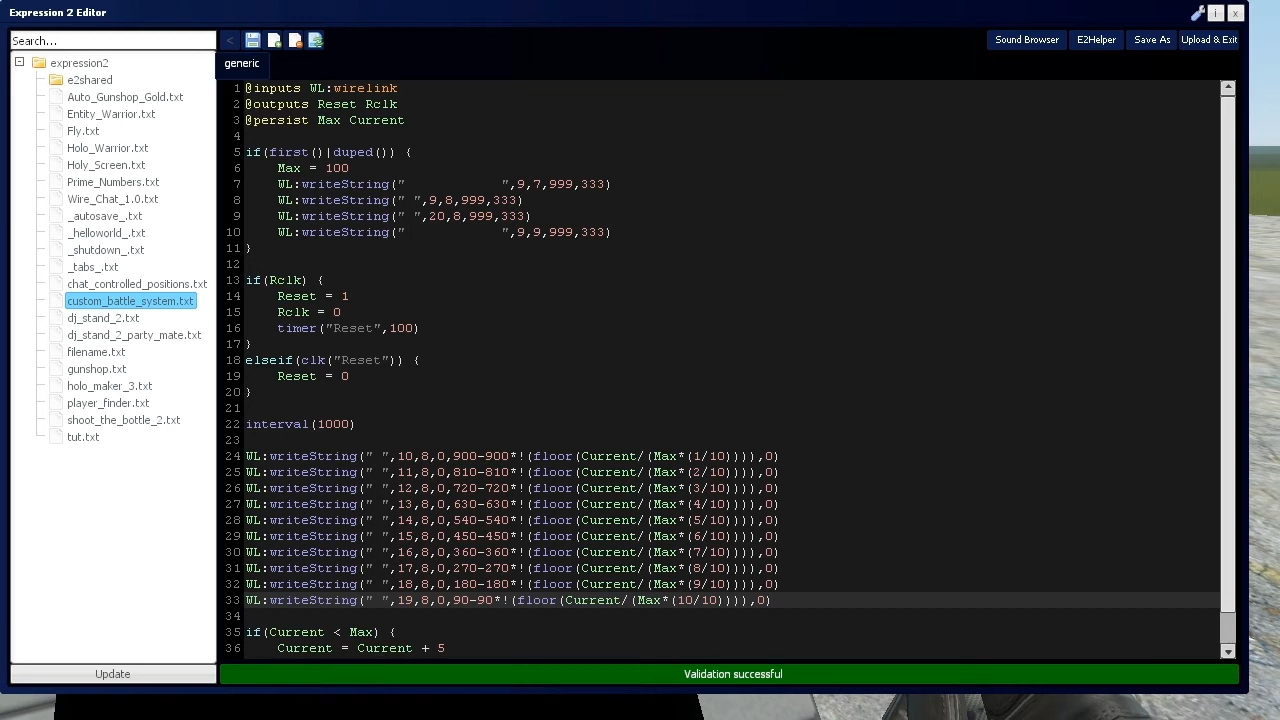 Expression 2 Editor
i
x
Search...
<
Sound Browser
E2Helper
Save As
Upload & Exit
generic
expression2
e2shared
Auto_Gunshop_Gold.txt
Entity_Warrior.txt
Fly.txt
Holo_Warrior.txt
Holy_Screen.txt
Prime_Numbers.txt
Wire_Chat_1.0.txt
_autosave_.txt
_helloworld_.txt
_shutdown_.txt
_tabs_.txt
chat_controlled_positions.txt
custom_battle_system.txt
dj_stand_2.txt
dj_stand_2_party_mate.txt
filename.txt
gunshop.txt
holo_maker_3.txt
player_finder.txt
shoot_the_bottle_2.txt
tut.txt
Update
1 @inputs WL:wirelink
2 @outputs Reset Rclk
3 @persist Max Current
4
5 if(first()|duped()) {
6     Max = 100
7     WL:writeString("            ",9,7,999,333)
8     WL:writeString(" ",9,8,999,333)
9     WL:writeString(" ",20,8,999,333)
10     WL:writeString("            ",9,9,999,333)
11 }
12
13 if(Rclk) {
14     Reset = 1
15     Rclk = 0
16     timer("Reset",100)
17 }
18 elseif(clk("Reset")) {
19     Reset = 0
20 }
21
22 interval(1000)
23
24 WL:writeString(" ",10,8,0,900-900*!(floor(Current/(Max*(1/10)))),0)
25 WL:writeString(" ",11,8,0,810-810*!(floor(Current/(Max*(2/10)))),0)
26 WL:writeString(" ",12,8,0,720-720*!(floor(Current/(Max*(3/10)))),0)
27 WL:writeString(" ",13,8,0,630-630*!(floor(Current/(Max*(4/10)))),0)
28 WL:writeString(" ",14,8,0,540-540*!(floor(Current/(Max*(5/10)))),0)
29 WL:writeString(" ",15,8,0,450-450*!(floor(Current/(Max*(6/10)))),0)
30 WL:writeString(" ",16,8,0,360-360*!(floor(Current/(Max*(7/10)))),0)
31 WL:writeString(" ",17,8,0,270-270*!(floor(Current/(Max*(8/10)))),0)
32 WL:writeString(" ",18,8,0,180-180*!(floor(Current/(Max*(9/10)))),0)
33 WL:writeString(" ",19,8,0,90-90*!(floor(Current/(Max*(10/10)))),0)
34
35 if(Current < Max) {
36     Current = Current + 5
Validation successful